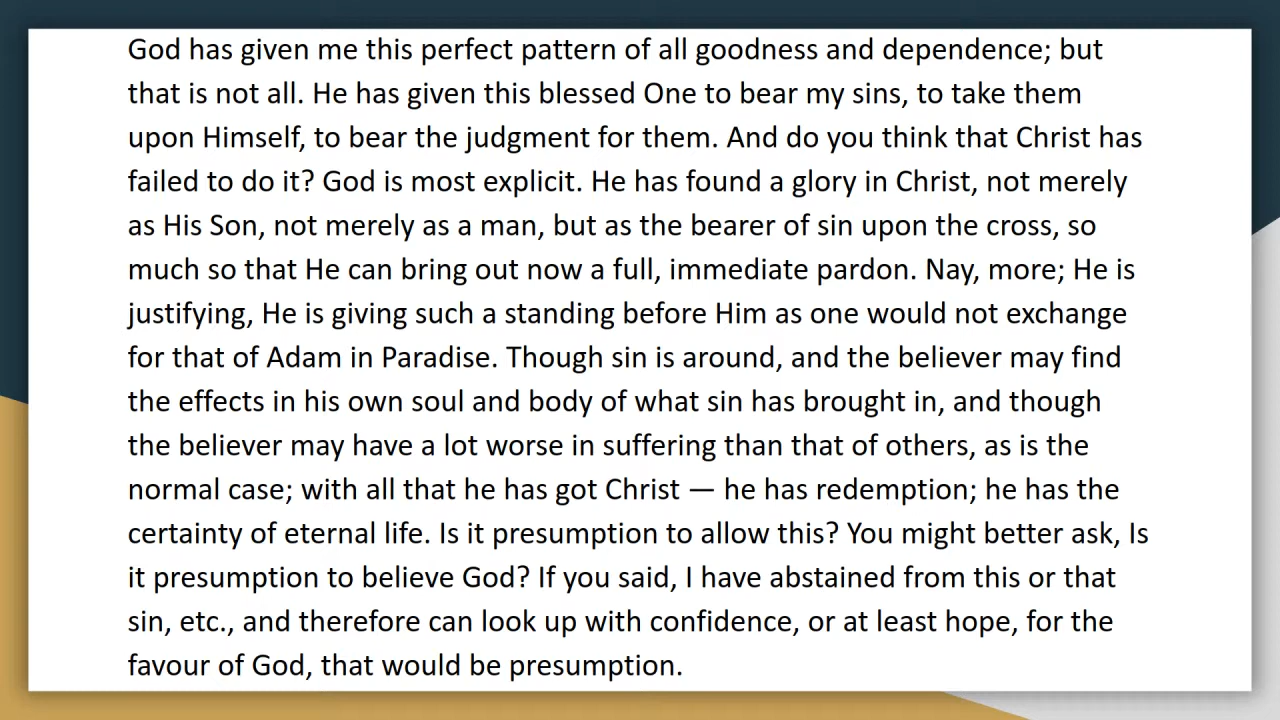 God has given me this perfect pattern of all goodness and dependence; but
that is not all. He has given this blessed One to bear my sins, to take them
upon Himself, to bear the judgment for them. And do you think that Christ has
failed to do it? God is most explicit. He has found a glory in Christ, not merely
as His Son, not merely as a man, but as the bearer of sin upon the cross, so
much so that He can bring out now a full, immediate pardon. Nay, more; He is
justifying, He is giving such a standing before Him as one would not exchange
for that of Adam in Paradise. Though sin is around, and the believer may find
the effects in his own soul and body of what sin has brought in, and though
the believer may have a lot worse in suffering than that of others, as is the
normal case; with all that he has got Christ — he has redemption; he has the
certainty of eternal life. Is it presumption to allow this? You might better ask, Is
it presumption to believe God? If you said, I have abstained from this or that
sin, etc., and therefore can look up with confidence, or at least hope, for the
favour of God, that would be presumption.